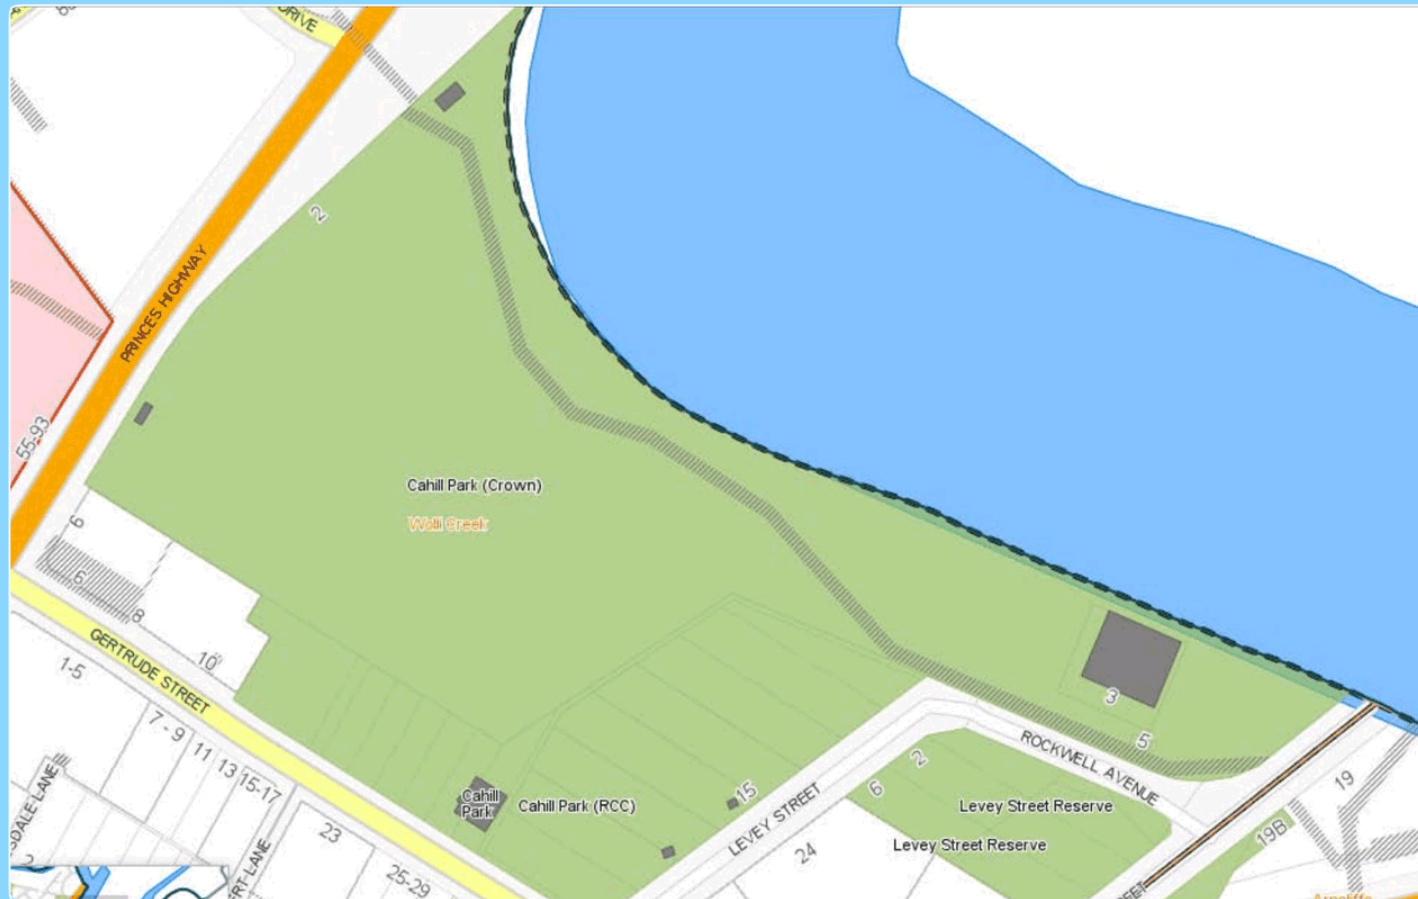 DRIVE
2
PRINCES HIGHWAY
55-93
Cahill Park (Crown)
Wolli Creek
6
6
8
10
GERTRUDE STREET
1-5
7 - 9
11
13
15-17
23
25-29
Cahill
Park
Cahill Park (RCC)
15
LEVEY STREET
24
6
2
3
5
ROCKWELL AVENUE
Levey Street Reserve
Levey Street Reserve
19
19B
2
Arncliffe